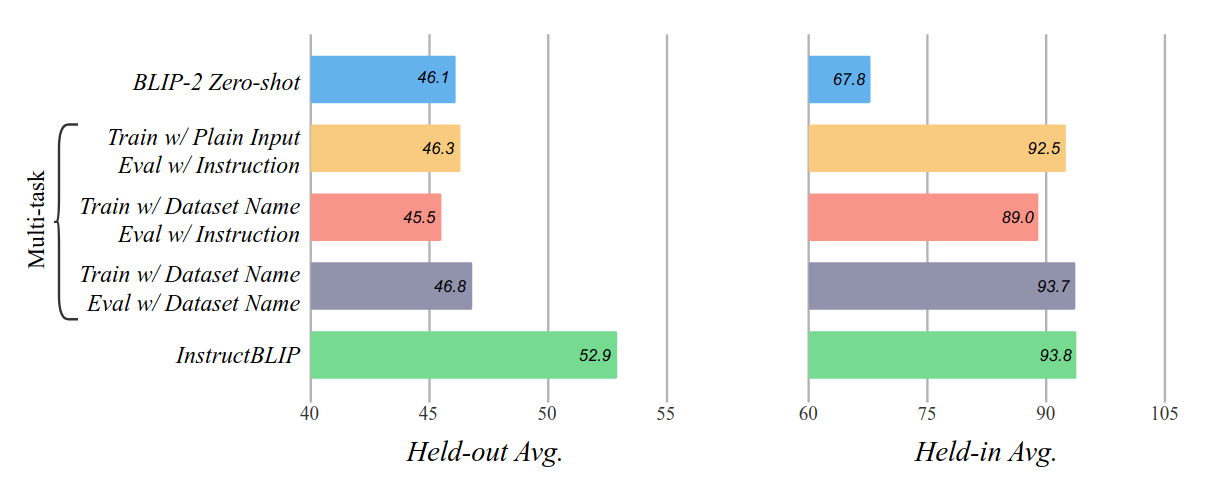 BLIP-2 Zero-shot
46.1
67.8
Multi-task
Train w/ Plain Input
Eval w/ Instruction
46.3
92.5
Train w/ Dataset Name
Eval w/ Instruction
45.5
89.0
Train w/ Dataset Name
Eval w/ Dataset Name
46.8
93.7
InstructBLIP
52.9
93.8
40 45 50 55
60 75 90 105
Held-out Avg.
Held-in Avg.